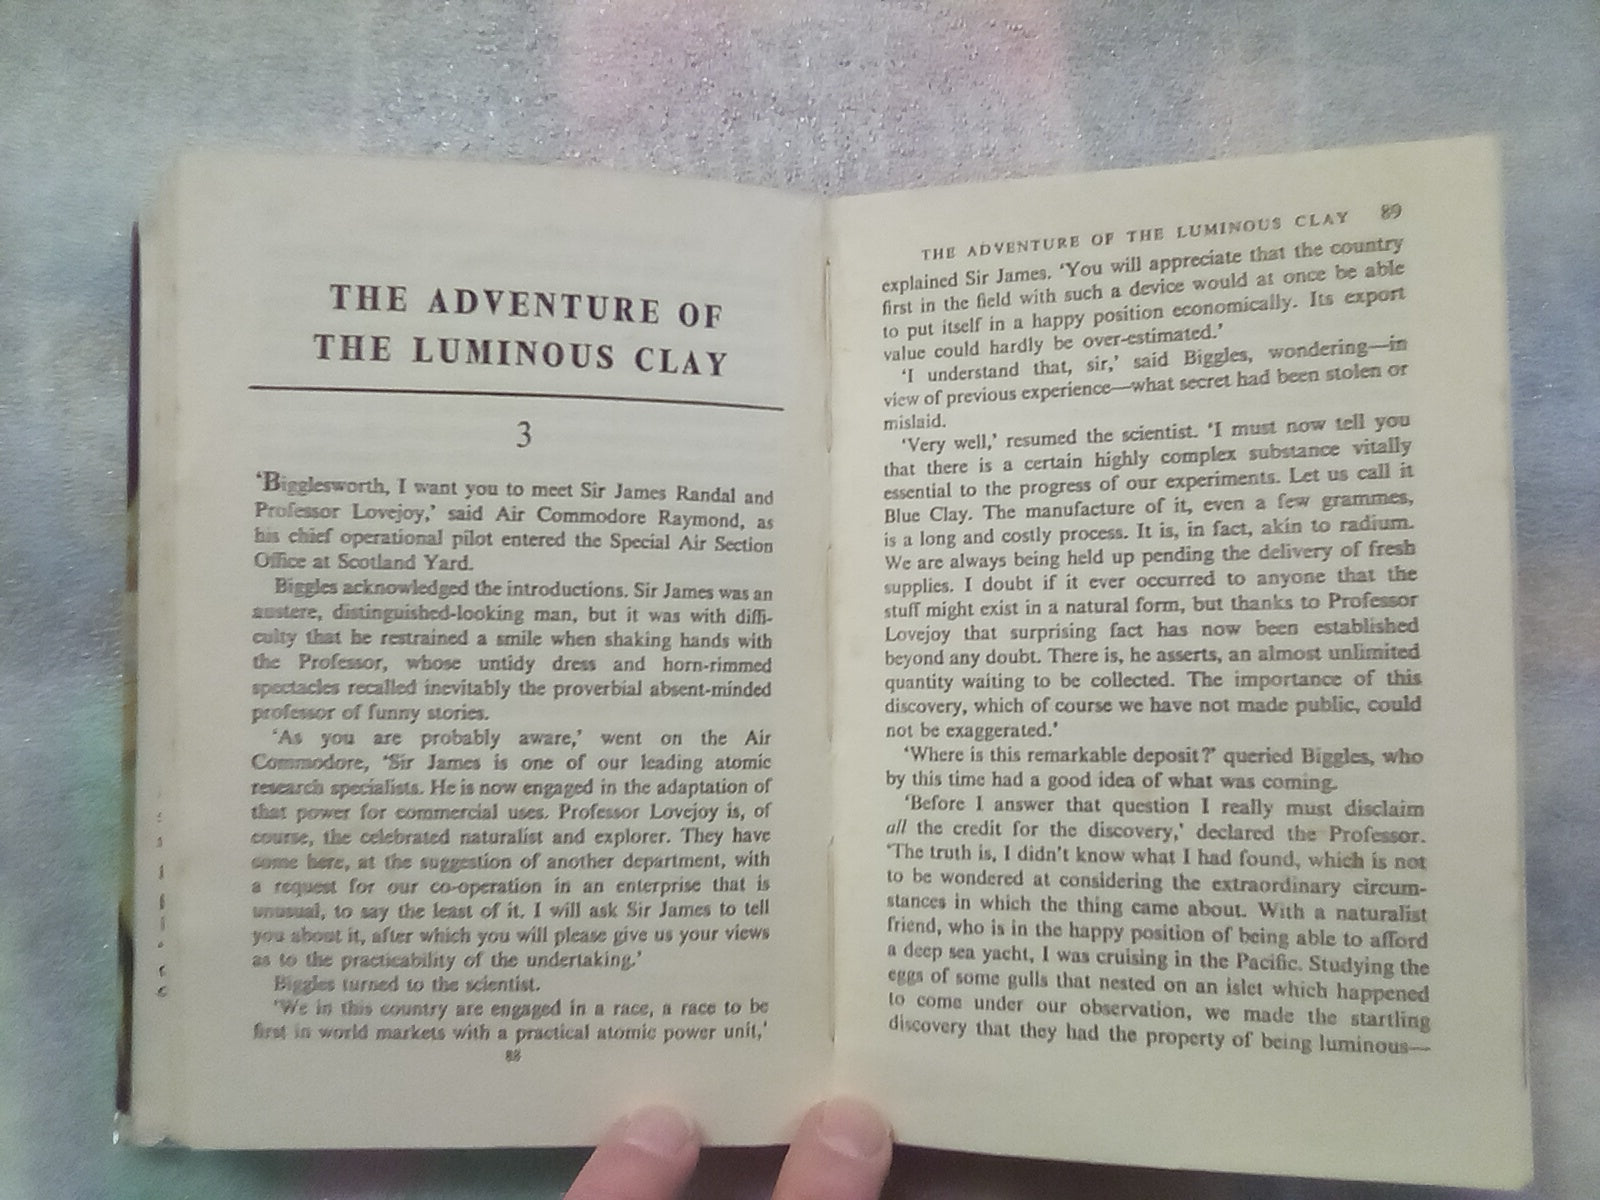 THE ADVENTURE OF
THE LUMINOUS CLAY
3
‘Bigglesworth, I want you to meet Sir James Randal and
Professor Lovejoy,’ said Air Commodore Raymond, as
his chief operational pilot entered the Special Air Section
Office at Scotland Yard.
Biggles acknowledged the introductions. Sir James was an
austere, distinguished-looking man, but it was with diffi-
culty that he restrained a smile when shaking hands with
the Professor, whose untidy dress and horn-rimmed
spectacles recalled inevitably the proverbial absent-minded
professor of funny stories.
‘As you are probably aware,’ went on the Air
Commodore, ‘Sir James is one of our leading atomic
research specialists. He is now engaged in the adaptation of
that power for commercial uses. Professor Lovejoy is, of
course, the celebrated naturalist and explorer. They have
come here, at the suggestion of another department, with
a request for our co-operation in an enterprise that is
unusual, to say the least of it. I will ask Sir James to tell
you about it, after which you will please give us your views
as to the practicability of the undertaking.’
Biggles turned to the scientist.
‘We in this country are engaged in a race, a race to be
first in world markets with a practical atomic power unit,’
88
THE ADVENTURE OF THE LUMINOUS CLAY 89
explained Sir James. ‘You will appreciate that the country
first in the field with such a device would at once be able
to put itself in a happy position economically. Its export
value could hardly be over-estimated.’
‘I understand that, sir,’ said Biggles, wondering—in
view of previous experience—what secret had been stolen or
mislaid.
‘Very well,’ resumed the scientist. ‘I must now tell you
that there is a certain highly complex substance vitally
essential to the progress of our experiments. Let us call it
Blue Clay. The manufacture of it, even a few grammes,
is a long and costly process. It is, in fact, akin to radium.
We are always being held up pending the delivery of fresh
supplies. I doubt if it ever occurred to anyone that the
stuff might exist in a natural form, but thanks to Professor
Lovejoy that surprising fact has now been established
beyond any doubt. There is, he asserts, an almost unlimited
quantity waiting to be collected. The importance of this
discovery, which of course we have not made public, could
not be exaggerated.’
‘Where is this remarkable deposit?’ queried Biggles, who
by this time had a good idea of what was coming.
‘Before I answer that question I really must disclaim
all the credit for the discovery,’ declared the Professor.
‘The truth is, I didn't know what I had found, which is not
to be wondered at considering the extraordinary circum-
stances in which the thing came about. With a naturalist
friend, who is in the happy position of being able to afford
a deep sea yacht, I was cruising in the Pacific. Studying the
eggs of some gulls that nested on an islet which happened
to come under our observation, we made the startling
discovery that they had the property of being luminous—